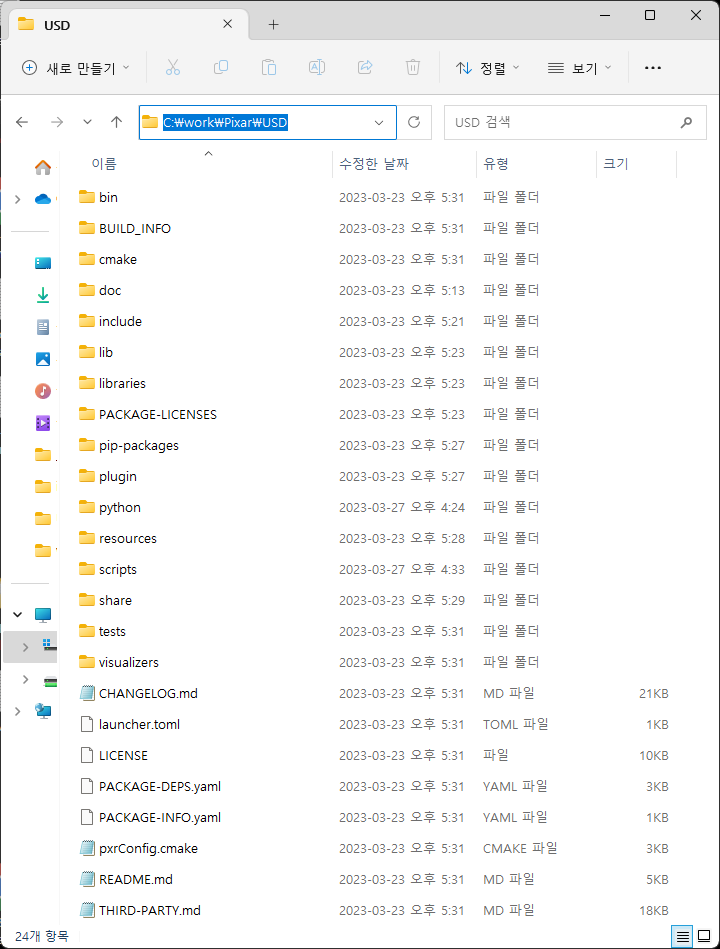 USD
새로 만들기
정렬
보기
C:₩work₩Pixar₩USD
USD 검색
이름 수정한 날짜 유형 크기
bin 2023-03-23 오후 5:31 파일 폴더
BUILD_INFO 2023-03-23 오후 5:31 파일 폴더
cmake 2023-03-23 오후 5:31 파일 폴더
doc 2023-03-23 오후 5:13 파일 폴더
include 2023-03-23 오후 5:21 파일 폴더
lib 2023-03-23 오후 5:23 파일 폴더
libraries 2023-03-23 오후 5:23 파일 폴더
PACKAGE-LICENSES 2023-03-23 오후 5:23 파일 폴더
pip-packages 2023-03-23 오후 5:27 파일 폴더
plugin 2023-03-23 오후 5:27 파일 폴더
python 2023-03-27 오후 4:24 파일 폴더
resources 2023-03-23 오후 5:28 파일 폴더
scripts 2023-03-27 오후 4:33 파일 폴더
share 2023-03-23 오후 5:29 파일 폴더
tests 2023-03-23 오후 5:31 파일 폴더
visualizers 2023-03-23 오후 5:31 파일 폴더
CHANGELOG.md 2023-03-23 오후 5:31 MD 파일 21KB
launcher.toml 2023-03-23 오후 5:31 TOML 파일 1KB
LICENSE 2023-03-23 오후 5:31 파일 10KB
PACKAGE-DEPS.yaml 2023-03-23 오후 5:31 YAML 파일 3KB
PACKAGE-INFO.yaml 2023-03-23 오후 5:31 YAML 파일 1KB
pxrConfig.cmake 2023-03-23 오후 5:31 CMAKE 파일 3KB
README.md 2023-03-23 오후 5:31 MD 파일 5KB
THIRD-PARTY.md 2023-03-23 오후 5:31 MD 파일 18KB
24개 항목